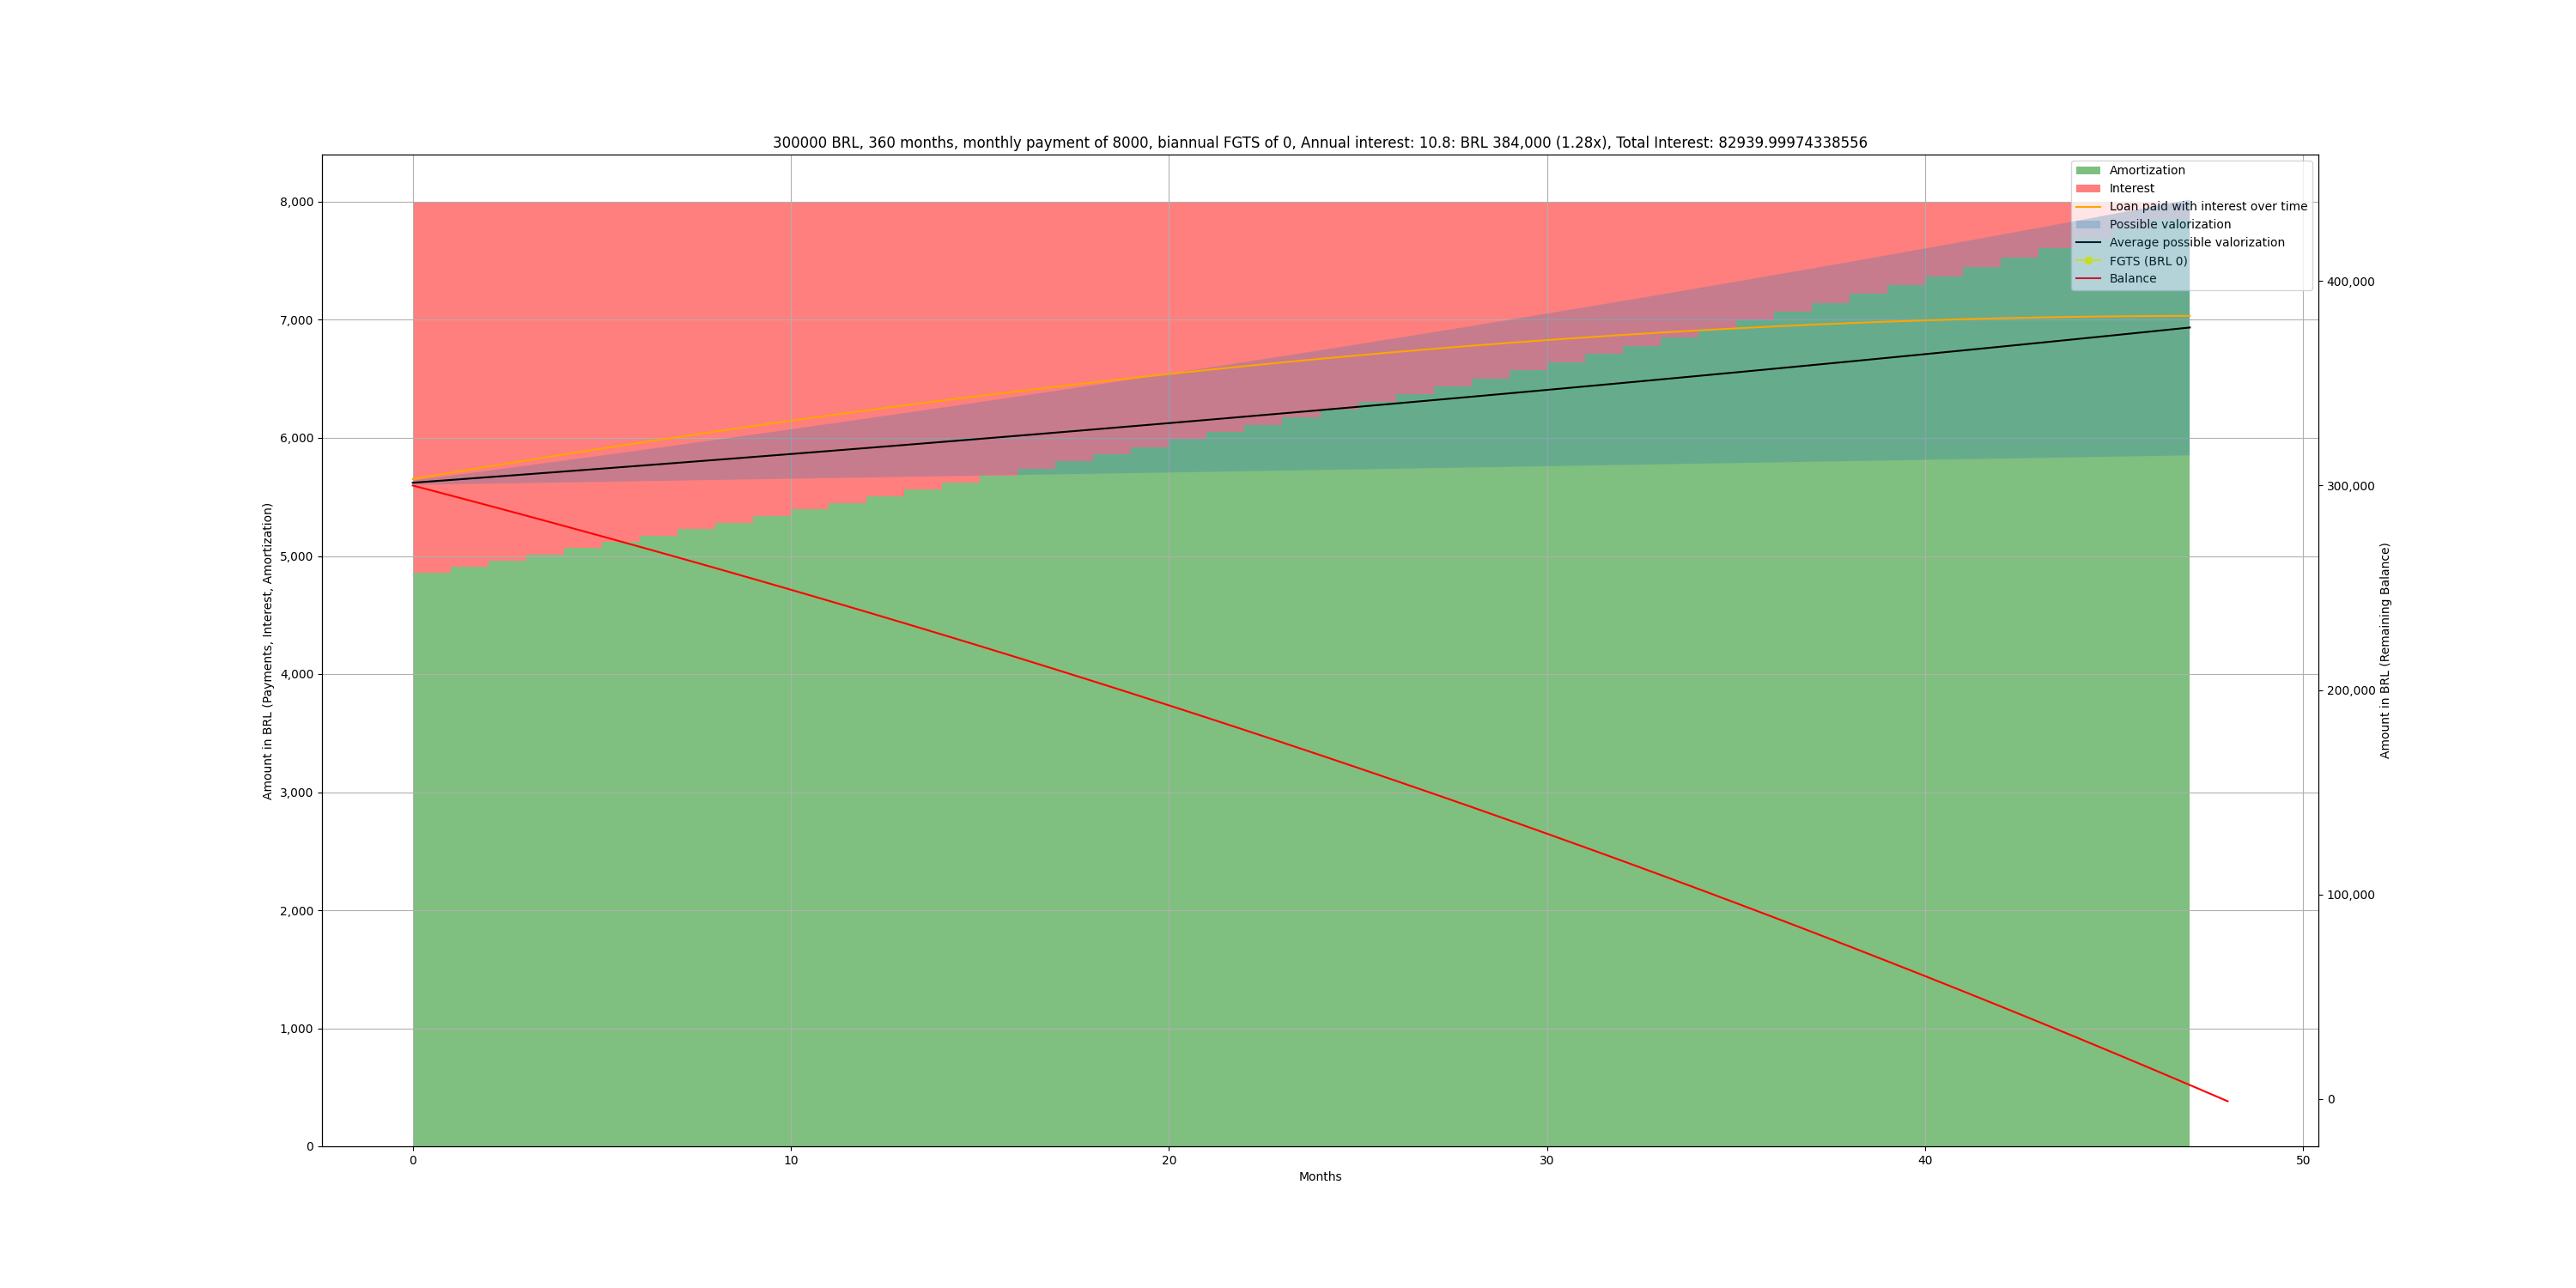 300000 BRL, 360 months, monthly payment of 8000, biannual FGTS of 0, Annual interest: 10.8: BRL 384,000 (1.28x), Total Interest: 82939.99974338556
Amortization
Interest
Loan paid with interest over time
Possible valorization
Average possible valorization
FGTS (BRL 0)
Balance
Amount in BRL (Payments, Interest, Amortization)
8,000
7,000
6,000
5,000
4,000
3,000
2,000
1,000
0
400,000
300,000
200,000
100,000
0
Amount in BRL (Remaining Balance)
0
10
20
30
40
50
Months